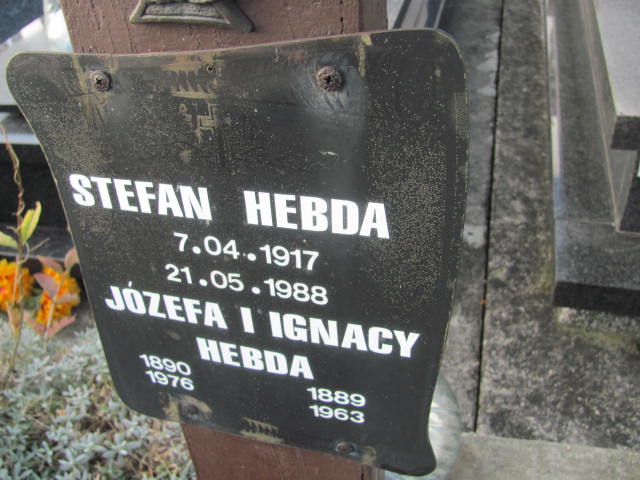 STEFAN HEBDA
7.04.1917
21.05.1988
JÓZEFA I IGNACY
HEBDA
1890 1889
1976 1963